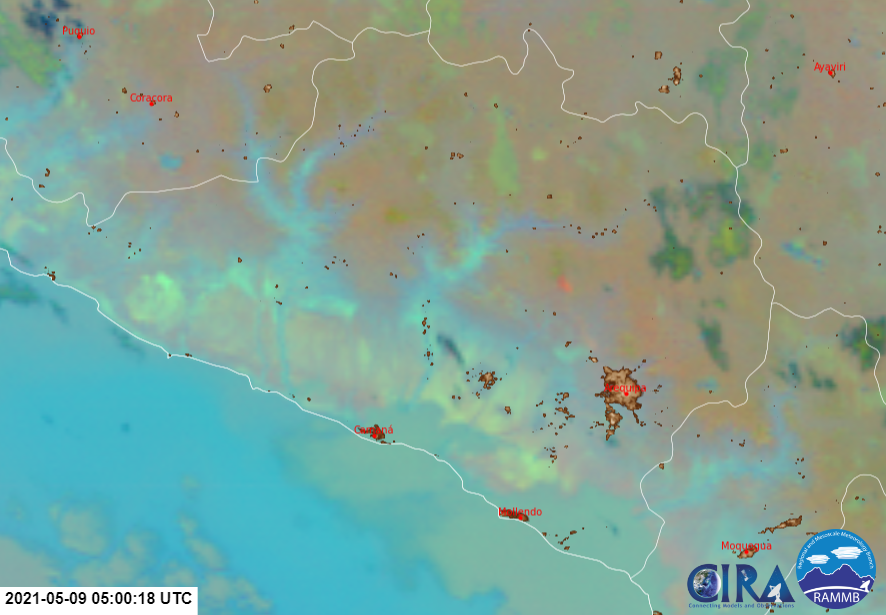 Puquio
Ayaviri
Coracora
Arequipa
Camaná
Mollendo
Moquegua
Regional and Mesoscale Meteorology Branch
CIRA
Connecting Models and Observations
RAMMB
2021-05-09 05:00:18 UTC